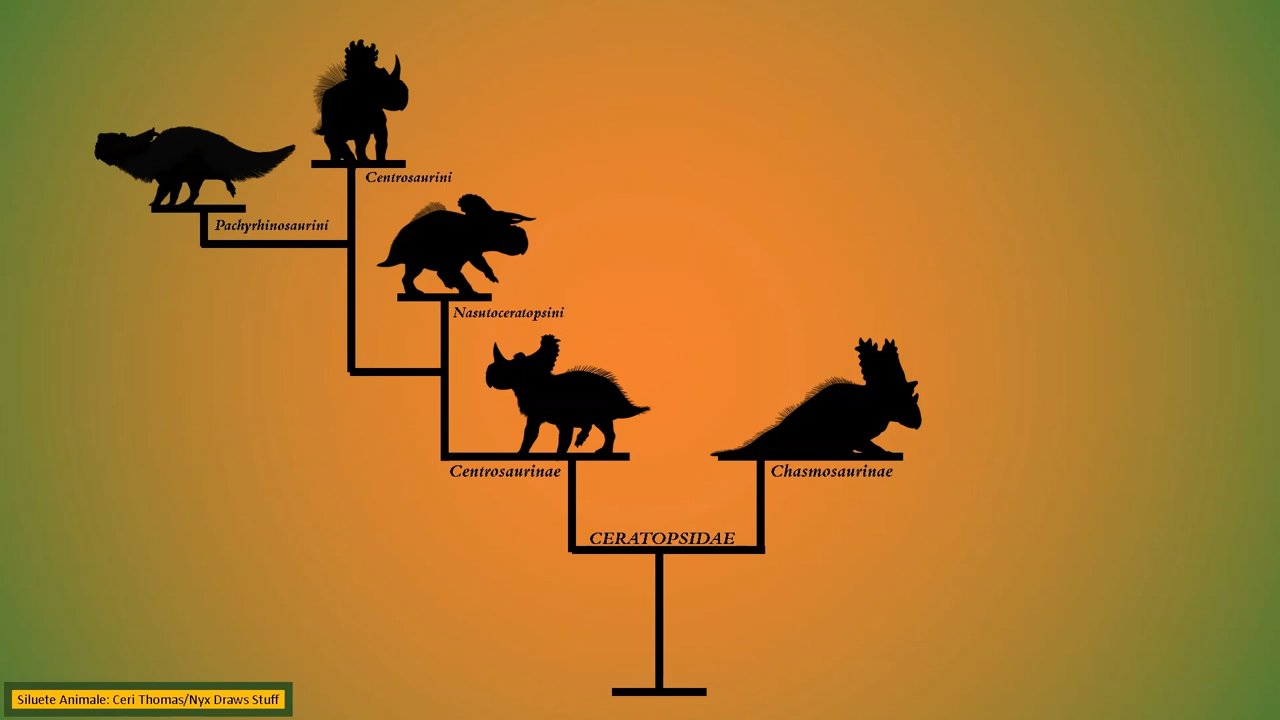 Centrosaurini
Pachyrhinosaurini
Nasutoceratopsini
Centrosaurinae
Chasmosaurinae
CERATOPSIDAE
Siluete Animale: Ceri Thomas/Nyx Draws Stuff